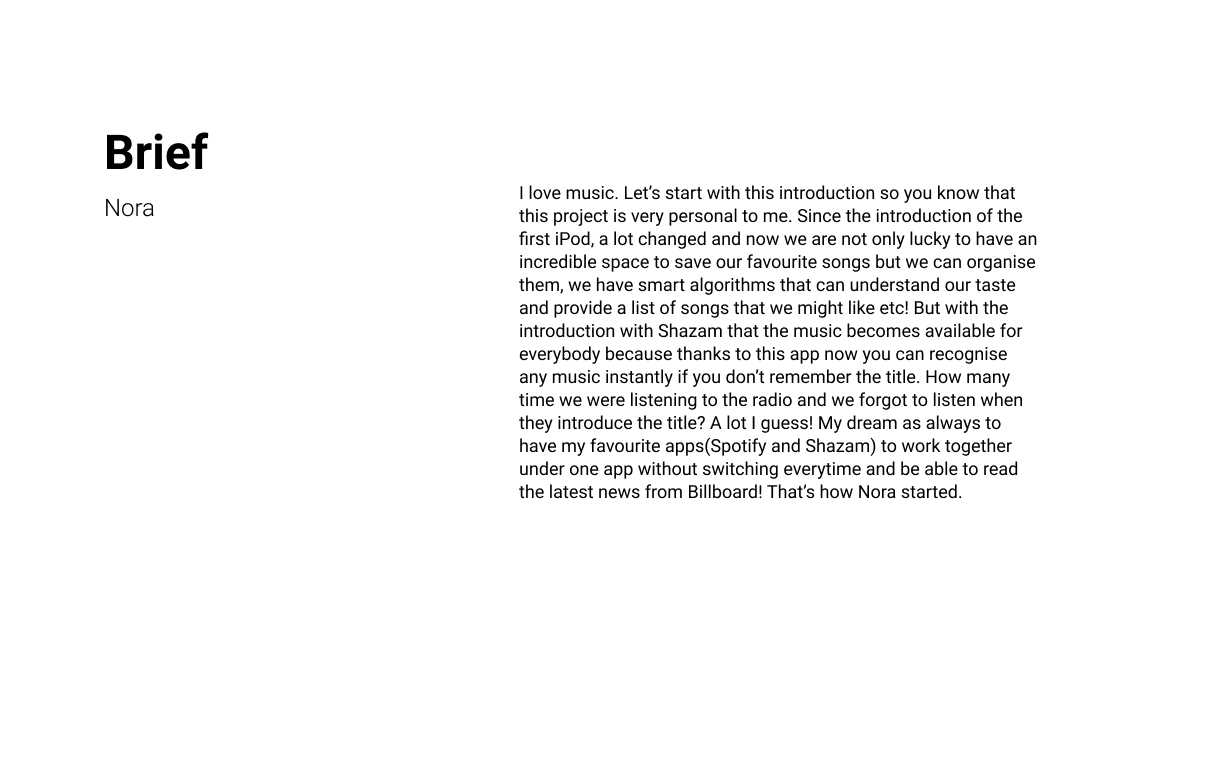 Brief
Nora
I love music. Let’s start with this introduction so you know that
this project is very personal to me. Since the introduction of the
first iPod, a lot changed and now we are not only lucky to have an
incredible space to save our favourite songs but we can organise
them, we have smart algorithms that can understand our taste
and provide a list of songs that we might like etc! But with the
introduction with Shazam that the music becomes available for
everybody because thanks to this app now you can recognise
any music instantly if you don’t remember the title. How many
time we were listening to the radio and we forgot to listen when
they introduce the title? A lot I guess! My dream as always to
have my favourite apps(Spotify and Shazam) to work together
under one app without switching everytime and be able to read
the latest news from Billboard! That’s how Nora started.